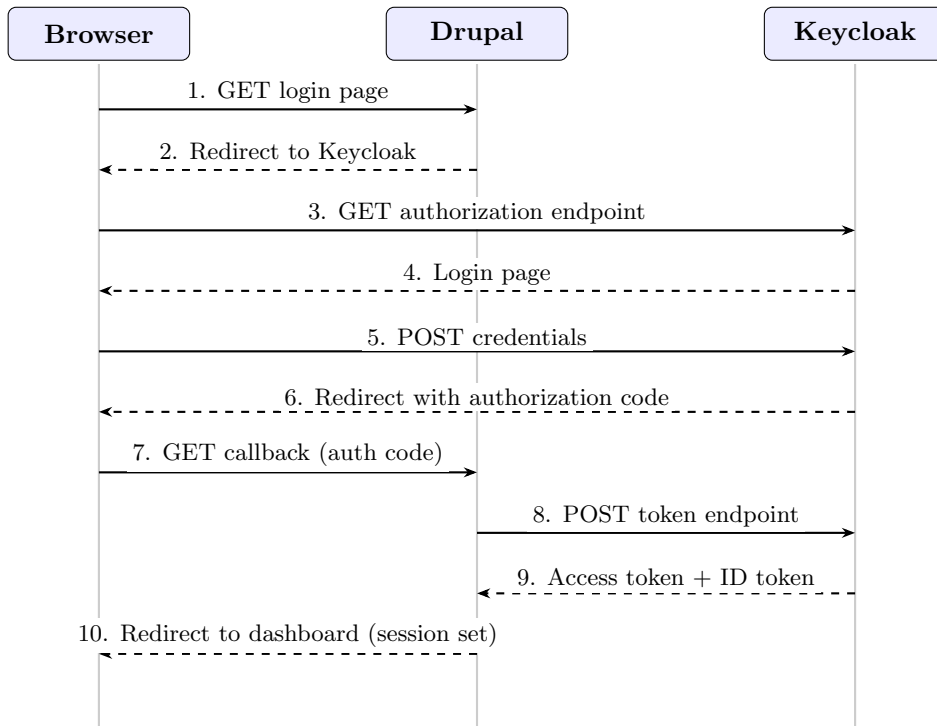 Browser
Drupal
Keycloak
1. GET login page
2. Redirect to Keycloak
3. GET authorization endpoint
4. Login page
5. POST credentials
6. Redirect with authorization code
7. GET callback (auth code)
8. POST token endpoint
9. Access token + ID token
10. Redirect to dashboard (session set)